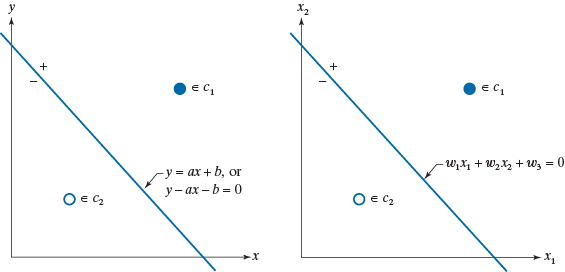 y
+
−
∈ c₁
y = ax + b, or
y − ax − b = 0
∈ c₂
x
x₂
+
−
∈ c₁
w₁x₁ + w₂x₂ + w₃ = 0
∈ c₂
x₁